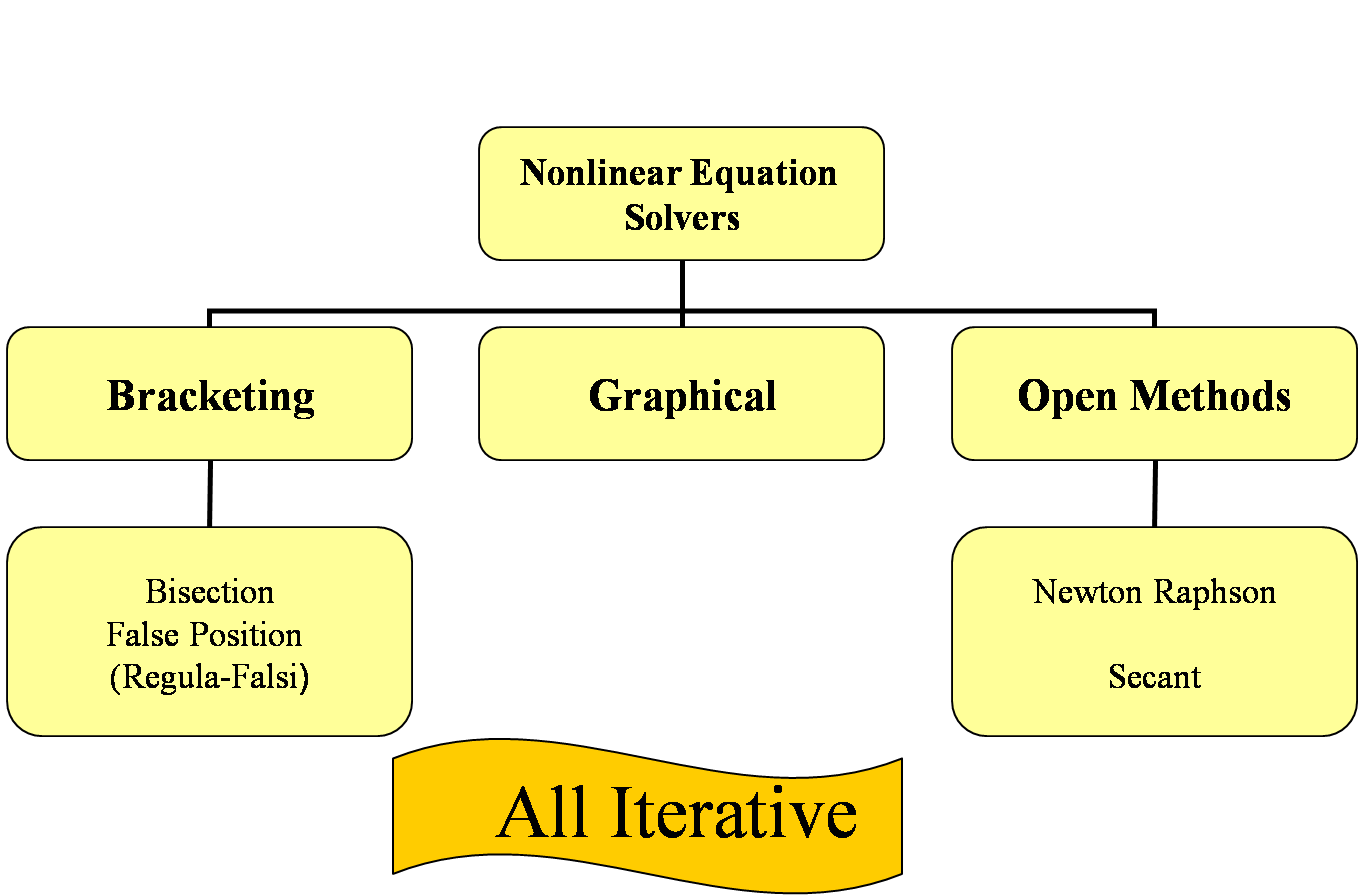 Nonlinear Equation
Solvers
Bracketing
Graphical
Open Methods
Bisection
False Position
(Regula-Falsi)
Newton Raphson
Secant
All Iterative